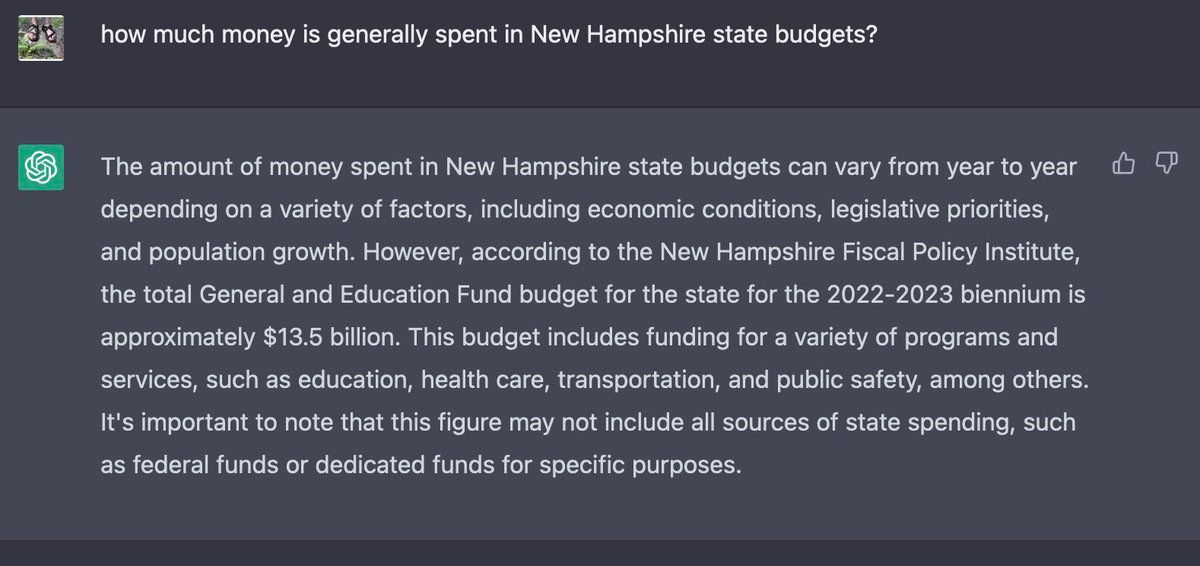 how much money is generally spent in New Hampshire state budgets?
The amount of money spent in New Hampshire state budgets can vary from year to year
depending on a variety of factors, including economic conditions, legislative priorities,
and population growth. However, according to the New Hampshire Fiscal Policy Institute,
the total General and Education Fund budget for the state for the 2022-2023 biennium is
approximately $13.5 billion. This budget includes funding for a variety of programs and
services, such as education, health care, transportation, and public safety, among others.
It's important to note that this figure may not include all sources of state spending, such
as federal funds or dedicated funds for specific purposes.